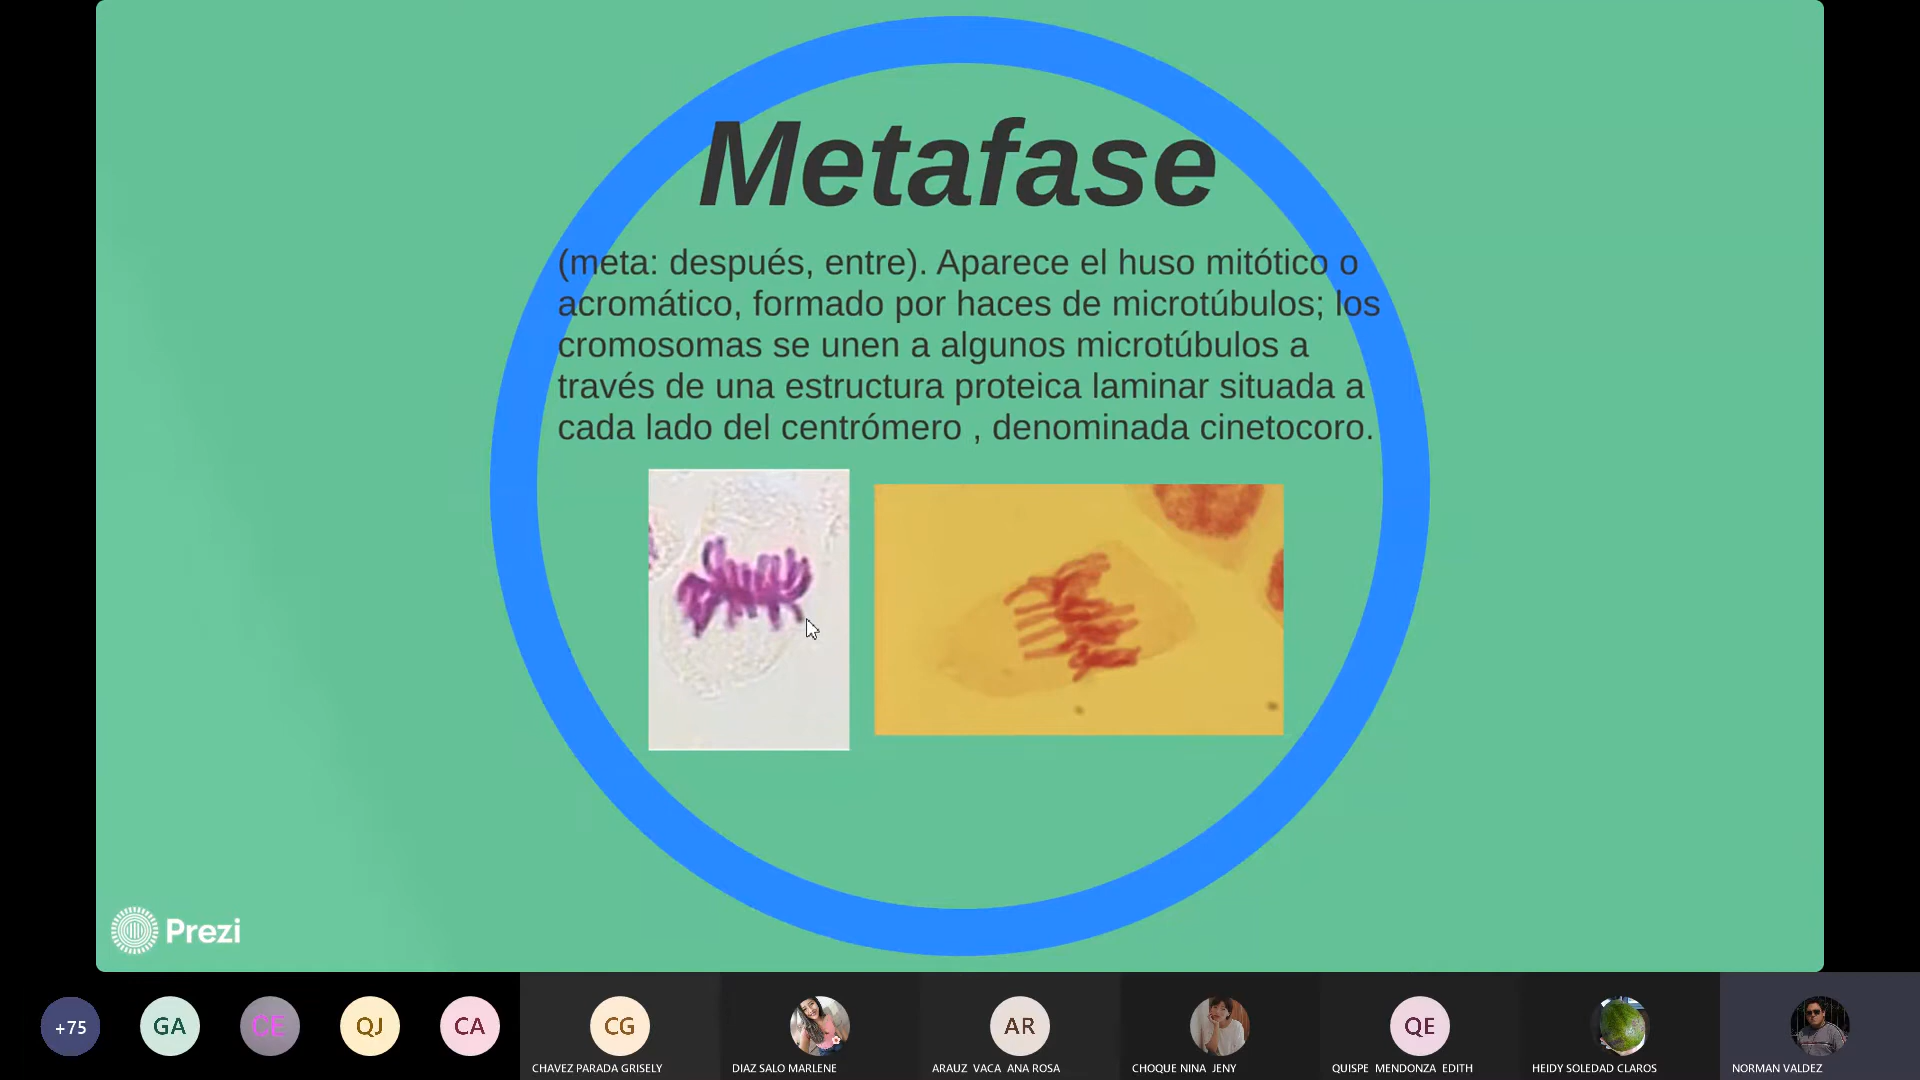 Metafase
(meta: después, entre). Aparece el huso mitótico o
acromático, formado por haces de microtúbulos; los
cromosomas se unen a algunos microtúbulos a
través de una estructura proteica laminar situada a
cada lado del centrómero , denominada cinetocoro.
Prezi
+75
GA
CE
QJ
CA
CG
AR
QE
CHAVEZ PARADA GRISELY
DIAZ SALO MARLENE
ARAUZ VACA ANA ROSA
CHOQUE NINA JENY
QUISPE MENDONZA EDITH
HEIDY SOLEDAD CLAROS
NORMAN VALDEZ